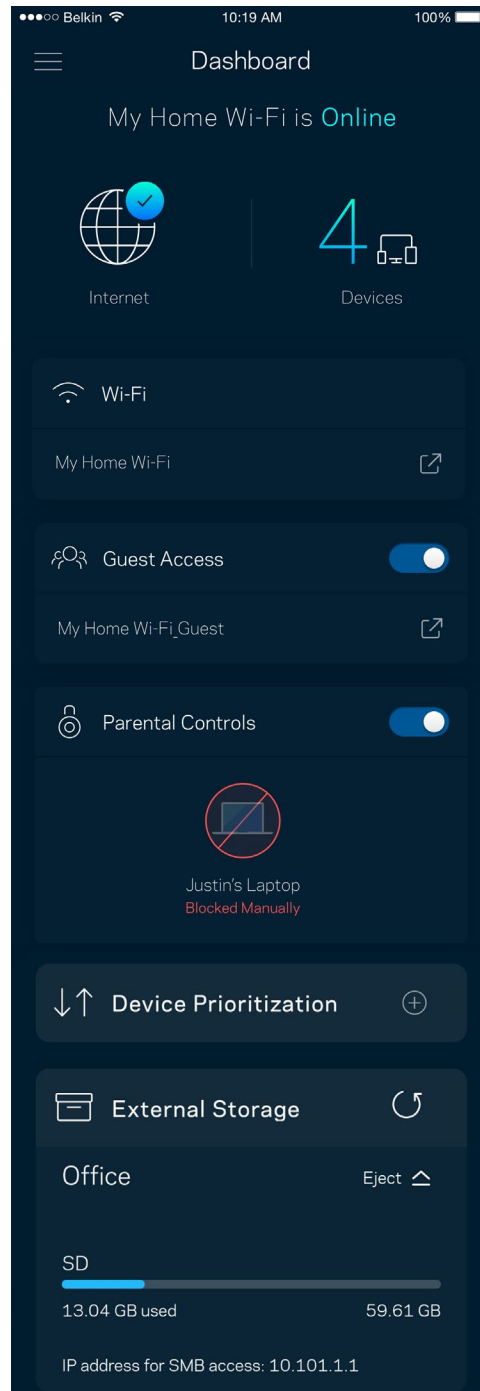 Belkin 10:19 AM 100%
Dashboard
My Home Wi-Fi is Online
4
Internet Devices
Wi-Fi
My Home Wi-Fi
Guest Access
My Home Wi-Fi_Guest
Parental Controls
Justin's Laptop
Blocked Manually
Device Prioritization
External Storage
Office Eject
SD
13.04 GB used 59.61 GB
IP address for SMB access: 10.101.1.1